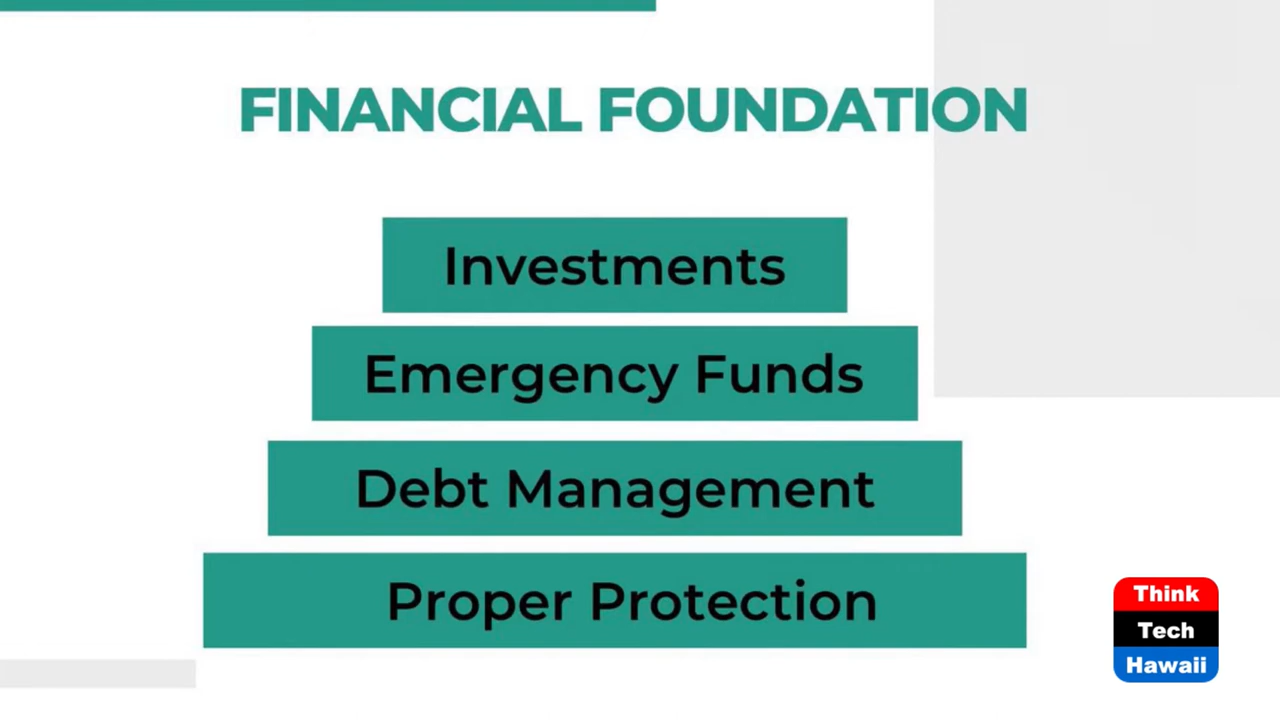 FINANCIAL FOUNDATION
Investments
Emergency Funds
Debt Management
Proper Protection
Think
Tech
Hawaii